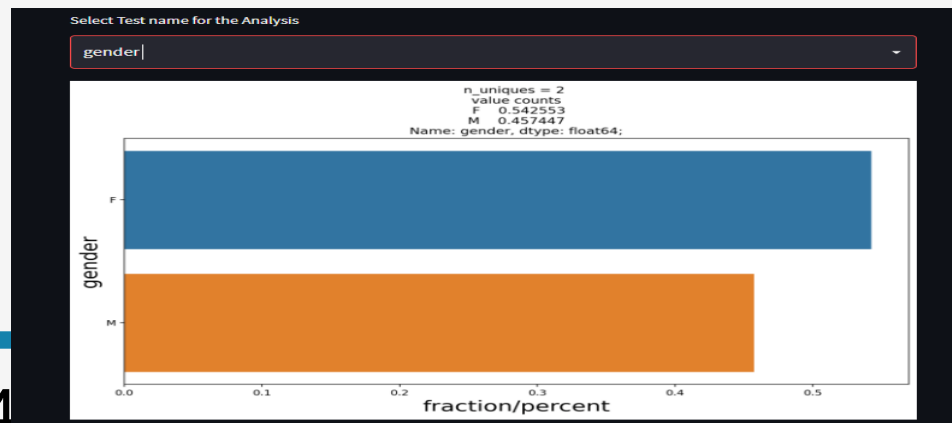 Select Test name for the Analysis
gender
n_uniques = 2
value counts
F 0.542553
M 0.457447
Name: gender, dtype: float64;
gender
F
M
0.0 0.1 0.2 0.3 0.4 0.5
fraction/percent